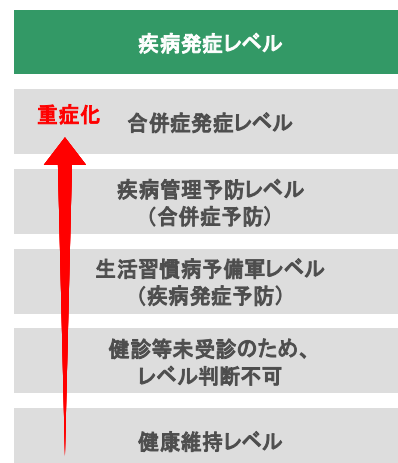 疾病発症レベル
重症化
合併症発症レベル
疾病管理予防レベル
（合併症予防）
生活習慣病予備軍レベル
（疾病発症予防）
健診等未受診のため、
レベル判断不可
健康維持レベル